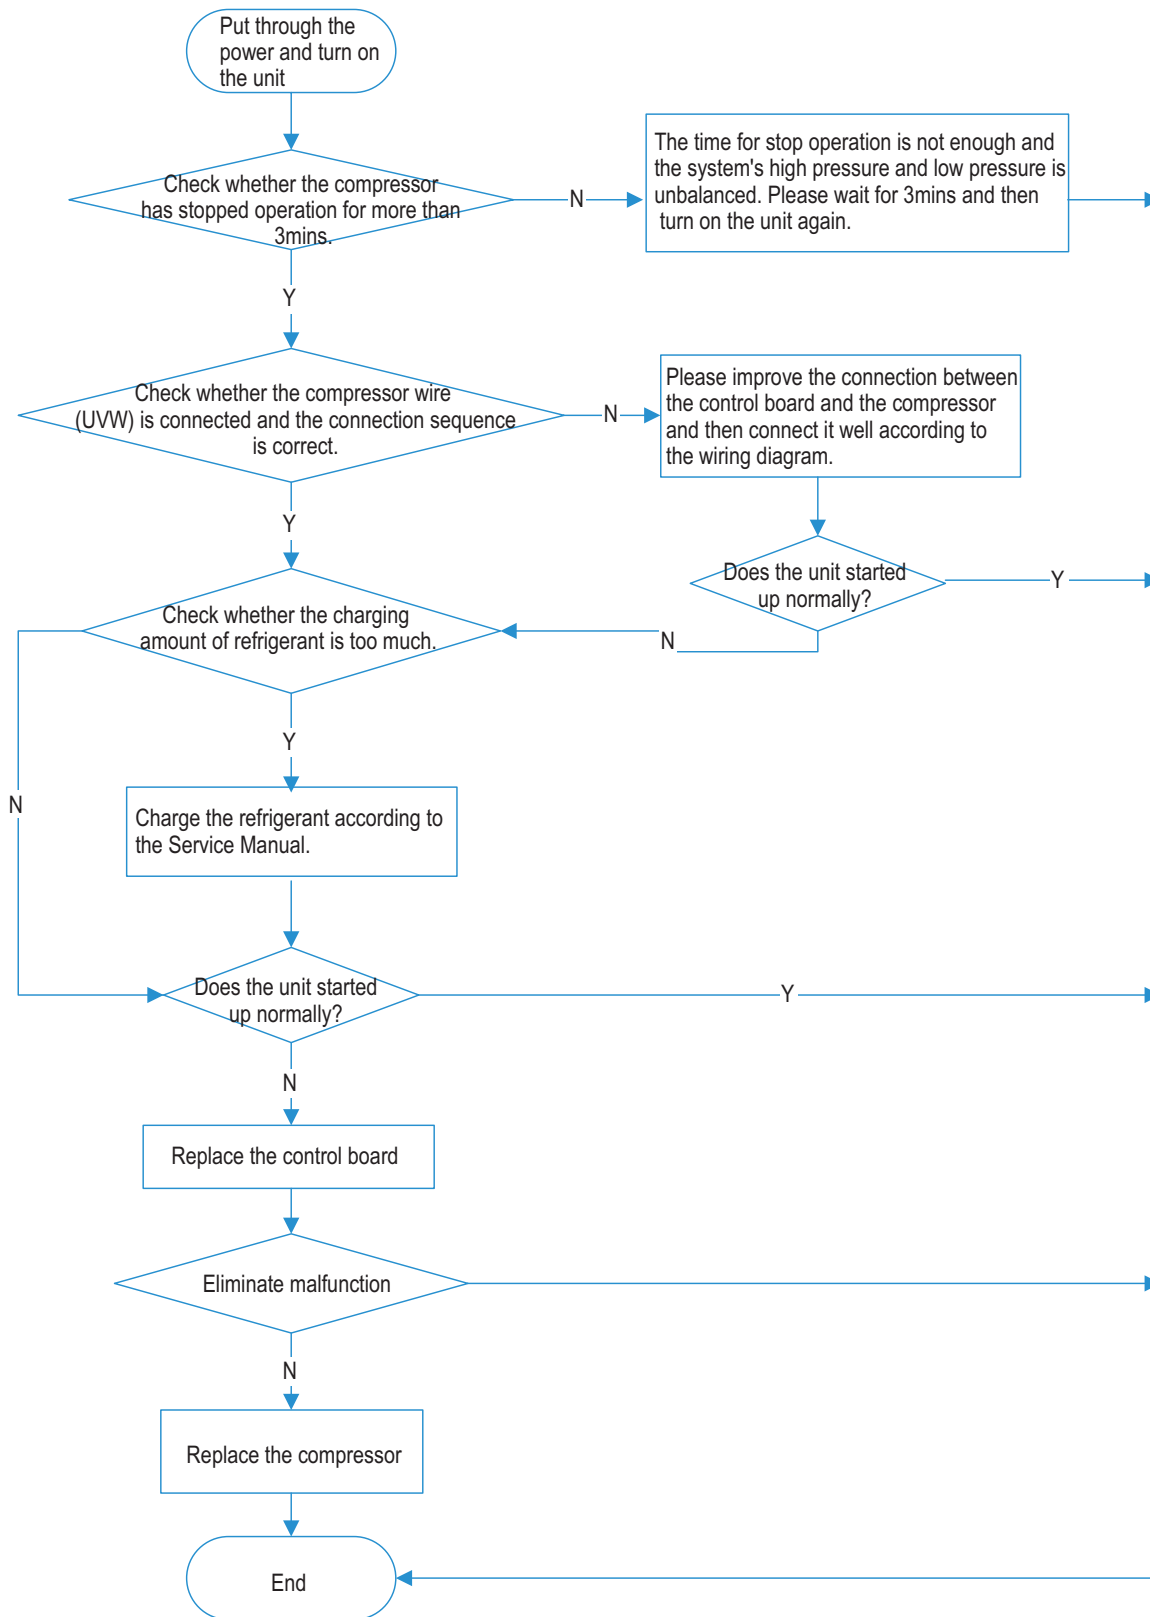 Put through the
power and turn on
the unit
Check whether the compressor
has stopped operation for more than
3mins.
N
The time for stop operation is not enough and
the system's high pressure and low pressure is
unbalanced. Please wait for 3mins and then
turn on the unit again.
Y
Check whether the compressor wire
(UVW) is connected and the connection sequence
is correct.
N
Please improve the connection between
the control board and the compressor
and then connect it well according to
the wiring diagram.
Y
Does the unit started
up normally?
Y
N
Check whether the charging
amount of refrigerant is too much.
Y
N
Charge the refrigerant according to
the Service Manual.
Does the unit started
up normally?
Y
N
Replace the control board
Eliminate malfunction
N
Replace the compressor
End